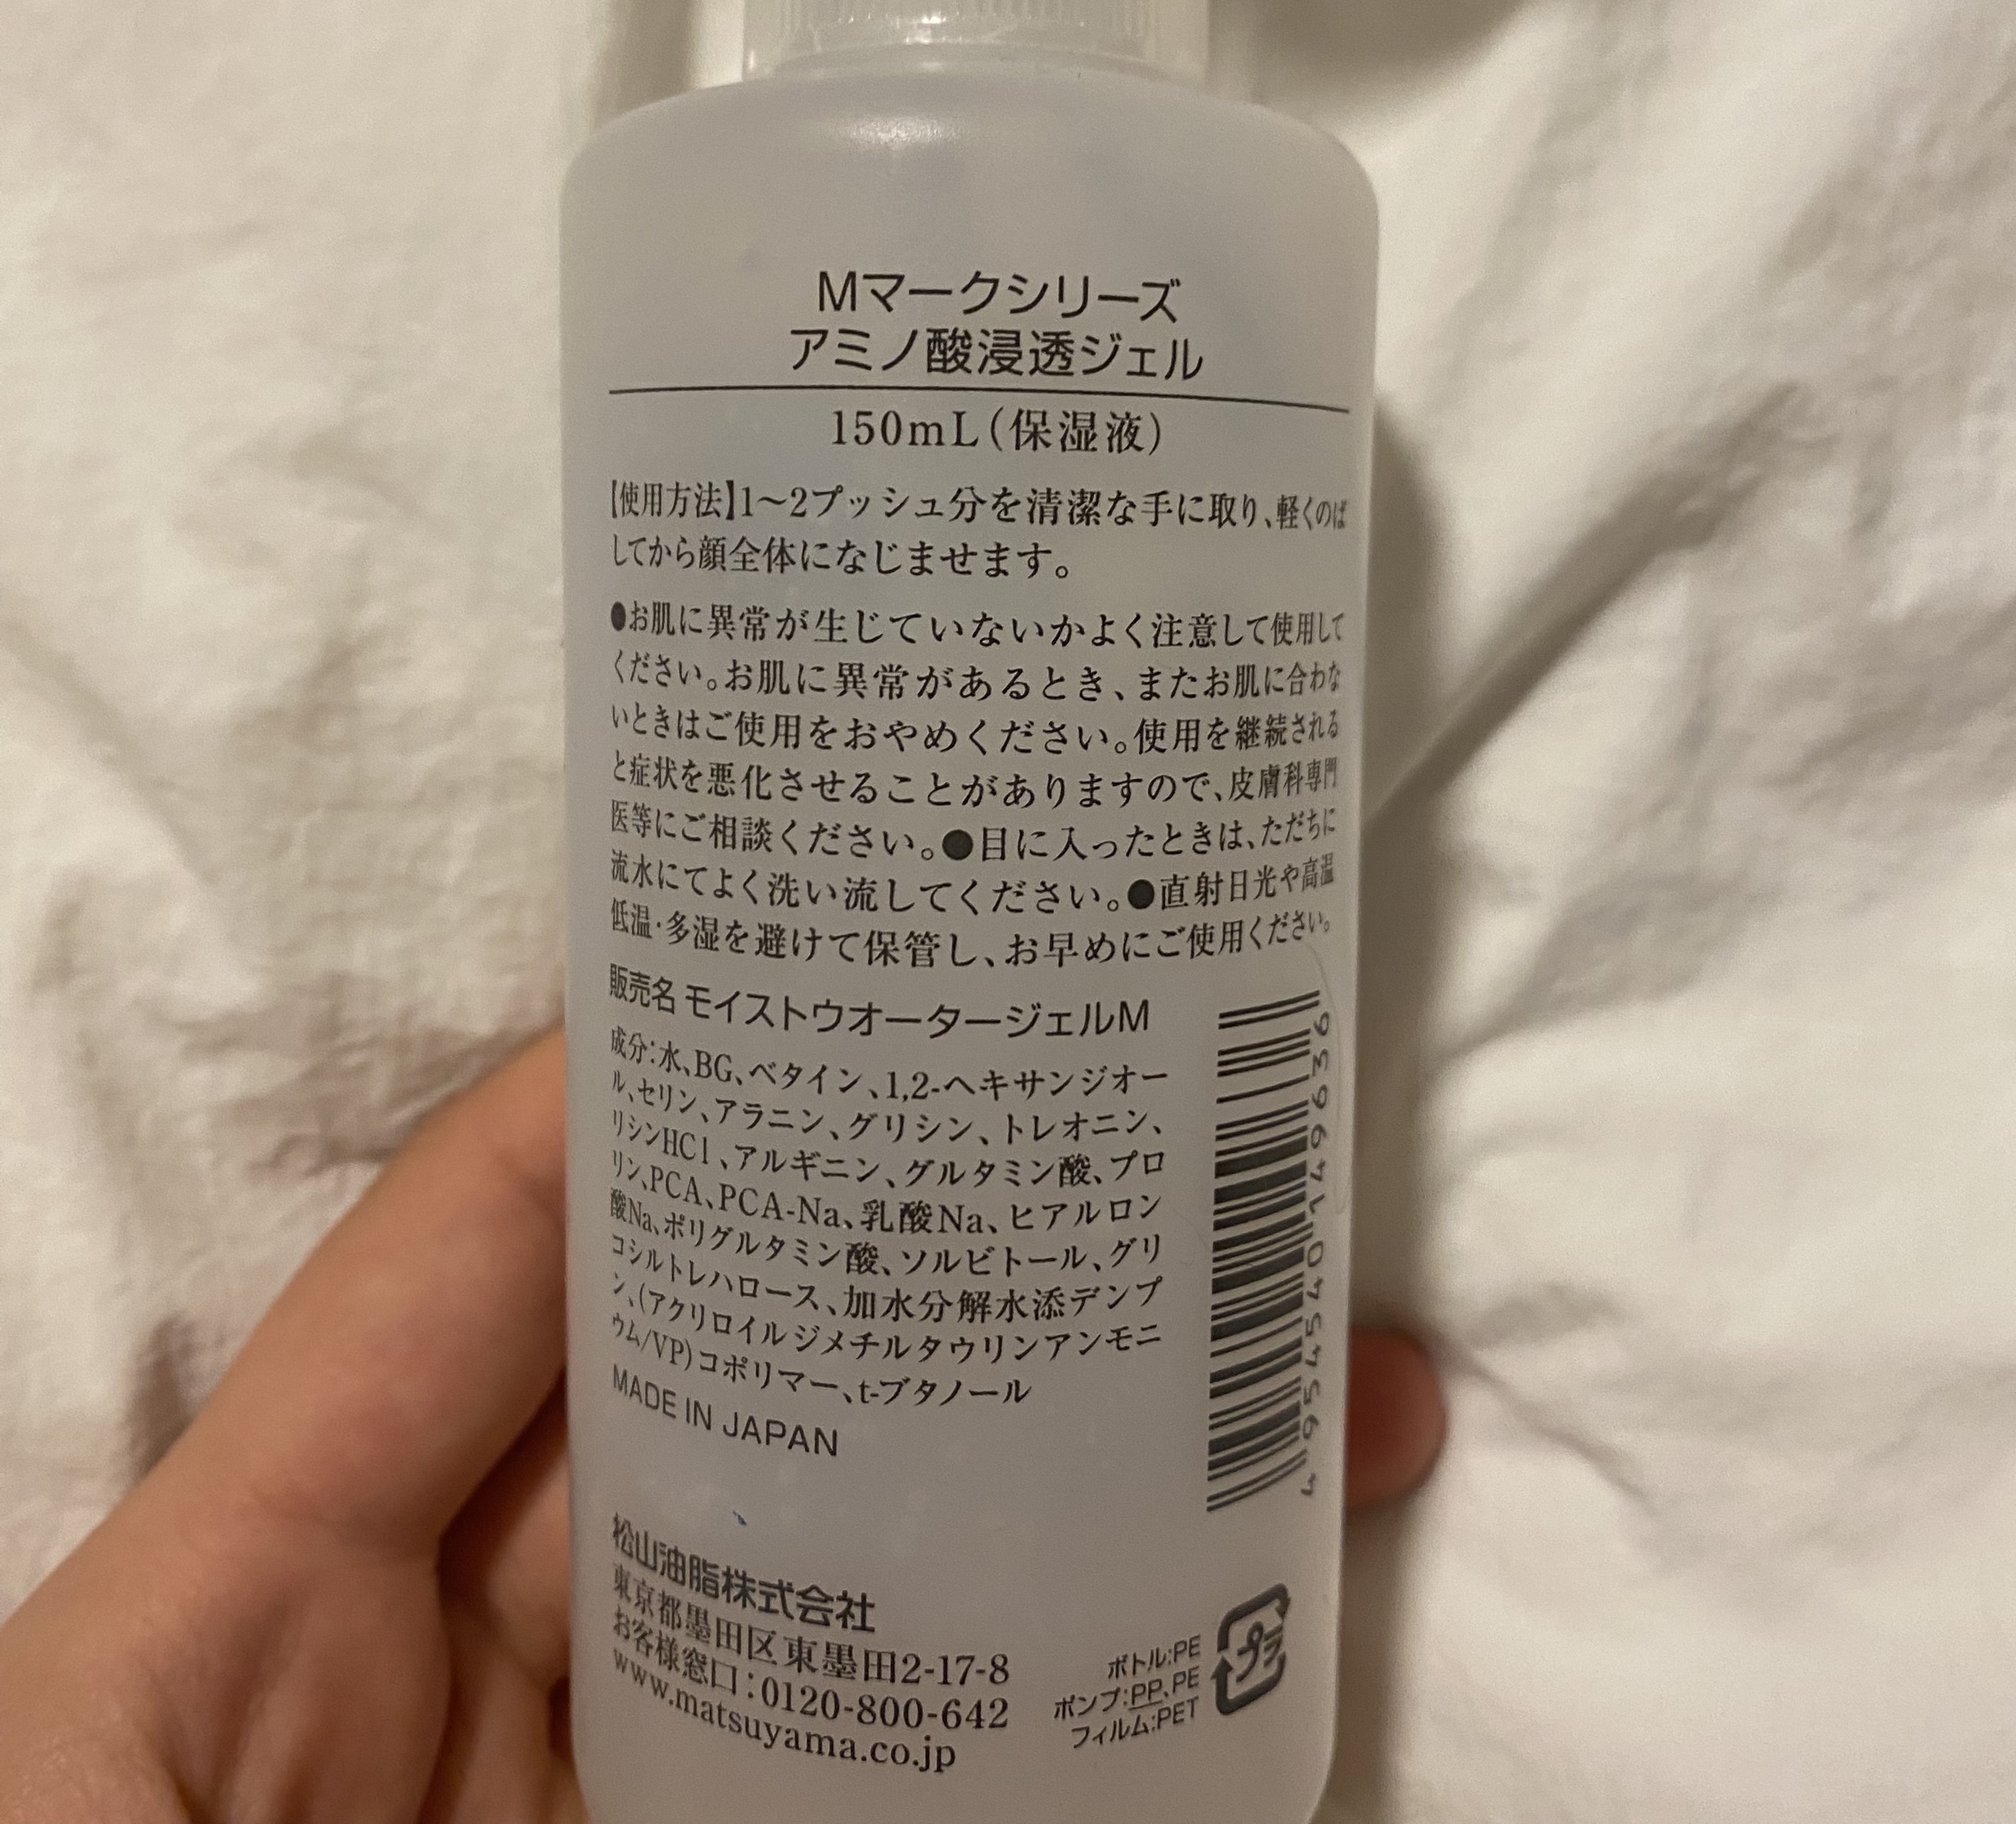 Mマークシリーズ
アミノ酸浸透ジェル
150mL(保湿液)
【使用方法】1〜2プッシュ分を清潔な手に取り、軽くのば
してから顔全体になじませます。
●お肌に異常が生じていないかよく注意して使用して
ください。お肌に異常があるとき、またお肌に合わな
いときはご使用をおやめください。使用を継続される
と症状を悪化させることがありますので、皮膚科専門
医等にご相談ください。●目に入ったときは、ただちに
流水にてよく洗い流してください。●直射日光や高温
低温・多湿を避けて保管し、お早めにご使用ください。
販売名 モイストウオータージェルM
成分:水、BG、ベタイン、1,2-ヘキサンジオー
ル、セリン、アラニン、グリシン、トレオニン、
リシンHCl、アルギニン、グルタミン酸、プロ
リン、PCA、PCA-Na、乳酸Na、ヒアルロン
酸Na、ポリグルタミン酸、ソルビトール、グリ
コシルトレハロース、加水分解水添デンプ
ン、(アクリロイルジメチルタウリンアンモニ
ウム/VP)コポリマー、t-ブタノール
MADE IN JAPAN
松山油脂株式会社
東京都墨田区東墨田2-17-8
お客様窓口:0120-800-642
www.matsuyama.co.jp
ボトル:PE
ポンプ:PP、PE
フィルム:PET
プラ